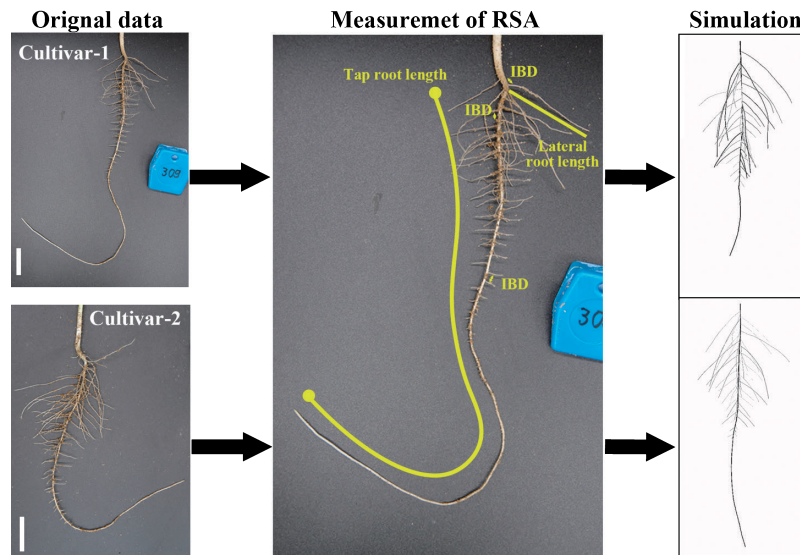 Orignal data
Measuremet of RSA
Simulation
Cultivar-1
309
Tap root length
IBD
IBD
Lateral
root length
IBD
30
Cultivar-2